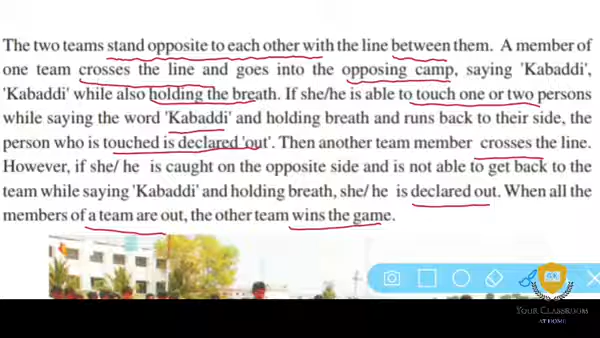 The two teams stand opposite to each other with the line between them. A member of
one team crosses the line and goes into the opposing camp, saying 'Kabaddi',
'Kabaddi' while also holding the breath. If she/he is able to touch one or two persons
while saying the word 'Kabaddi' and holding breath and runs back to their side, the
person who is touched is declared 'out'. Then another team member crosses the line.
However, if she/ he is caught on the opposite side and is not able to get back to the
team while saying 'Kabaddi' and holding breath, she/ he is declared out. When all the
members of a team are out, the other team wins the game.
YOUR CLASSROOM
AT HOME